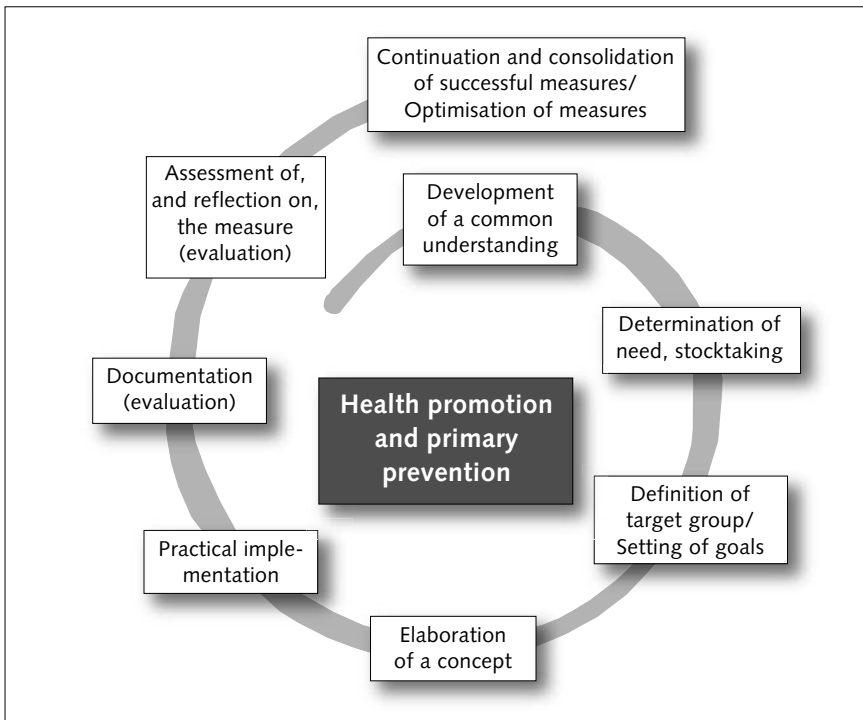 Continuation and consolidation
of successful measures/
Optimisation of measures
Development
of a common
understanding
Determination of
need, stocktaking
Definition of
target group/
Setting of goals
Elaboration
of a concept
Practical imple-
mentation
Documentation
(evaluation)
Assessment of,
and reflection on,
the measure
(evaluation)
Health promotion
and primary
prevention